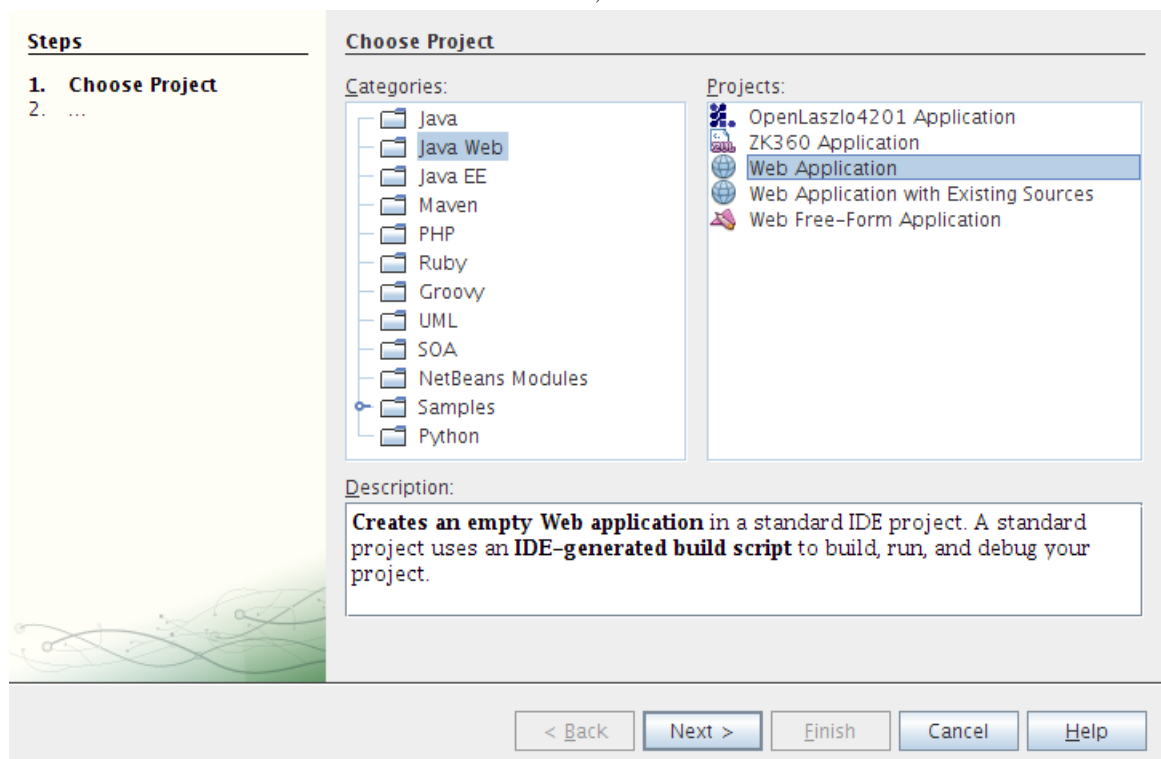 Steps
1. Choose Project
2. ...
Choose Project
Categories:
Java
Java Web
Java EE
Maven
PHP
Ruby
Groovy
UML
SOA
NetBeans Modules
Samples
Python
Projects:
OpenLaszlo4201 Application
ZK360 Application
Web Application
Web Application with Existing Sources
Web Free-Form Application
Description:
Creates an empty Web application in a standard IDE project. A standard
project uses an IDE-generated build script to build, run, and debug your
project.
< Back
Next >
Finish
Cancel
Help